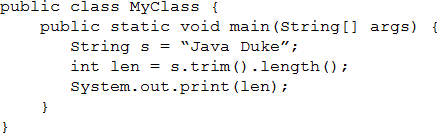 public class MyClass {
    public static void main(String[] args) {
       String s = “Java Duke”;
       int len = s.trim().length();
       System.out.print(len);
    }
}